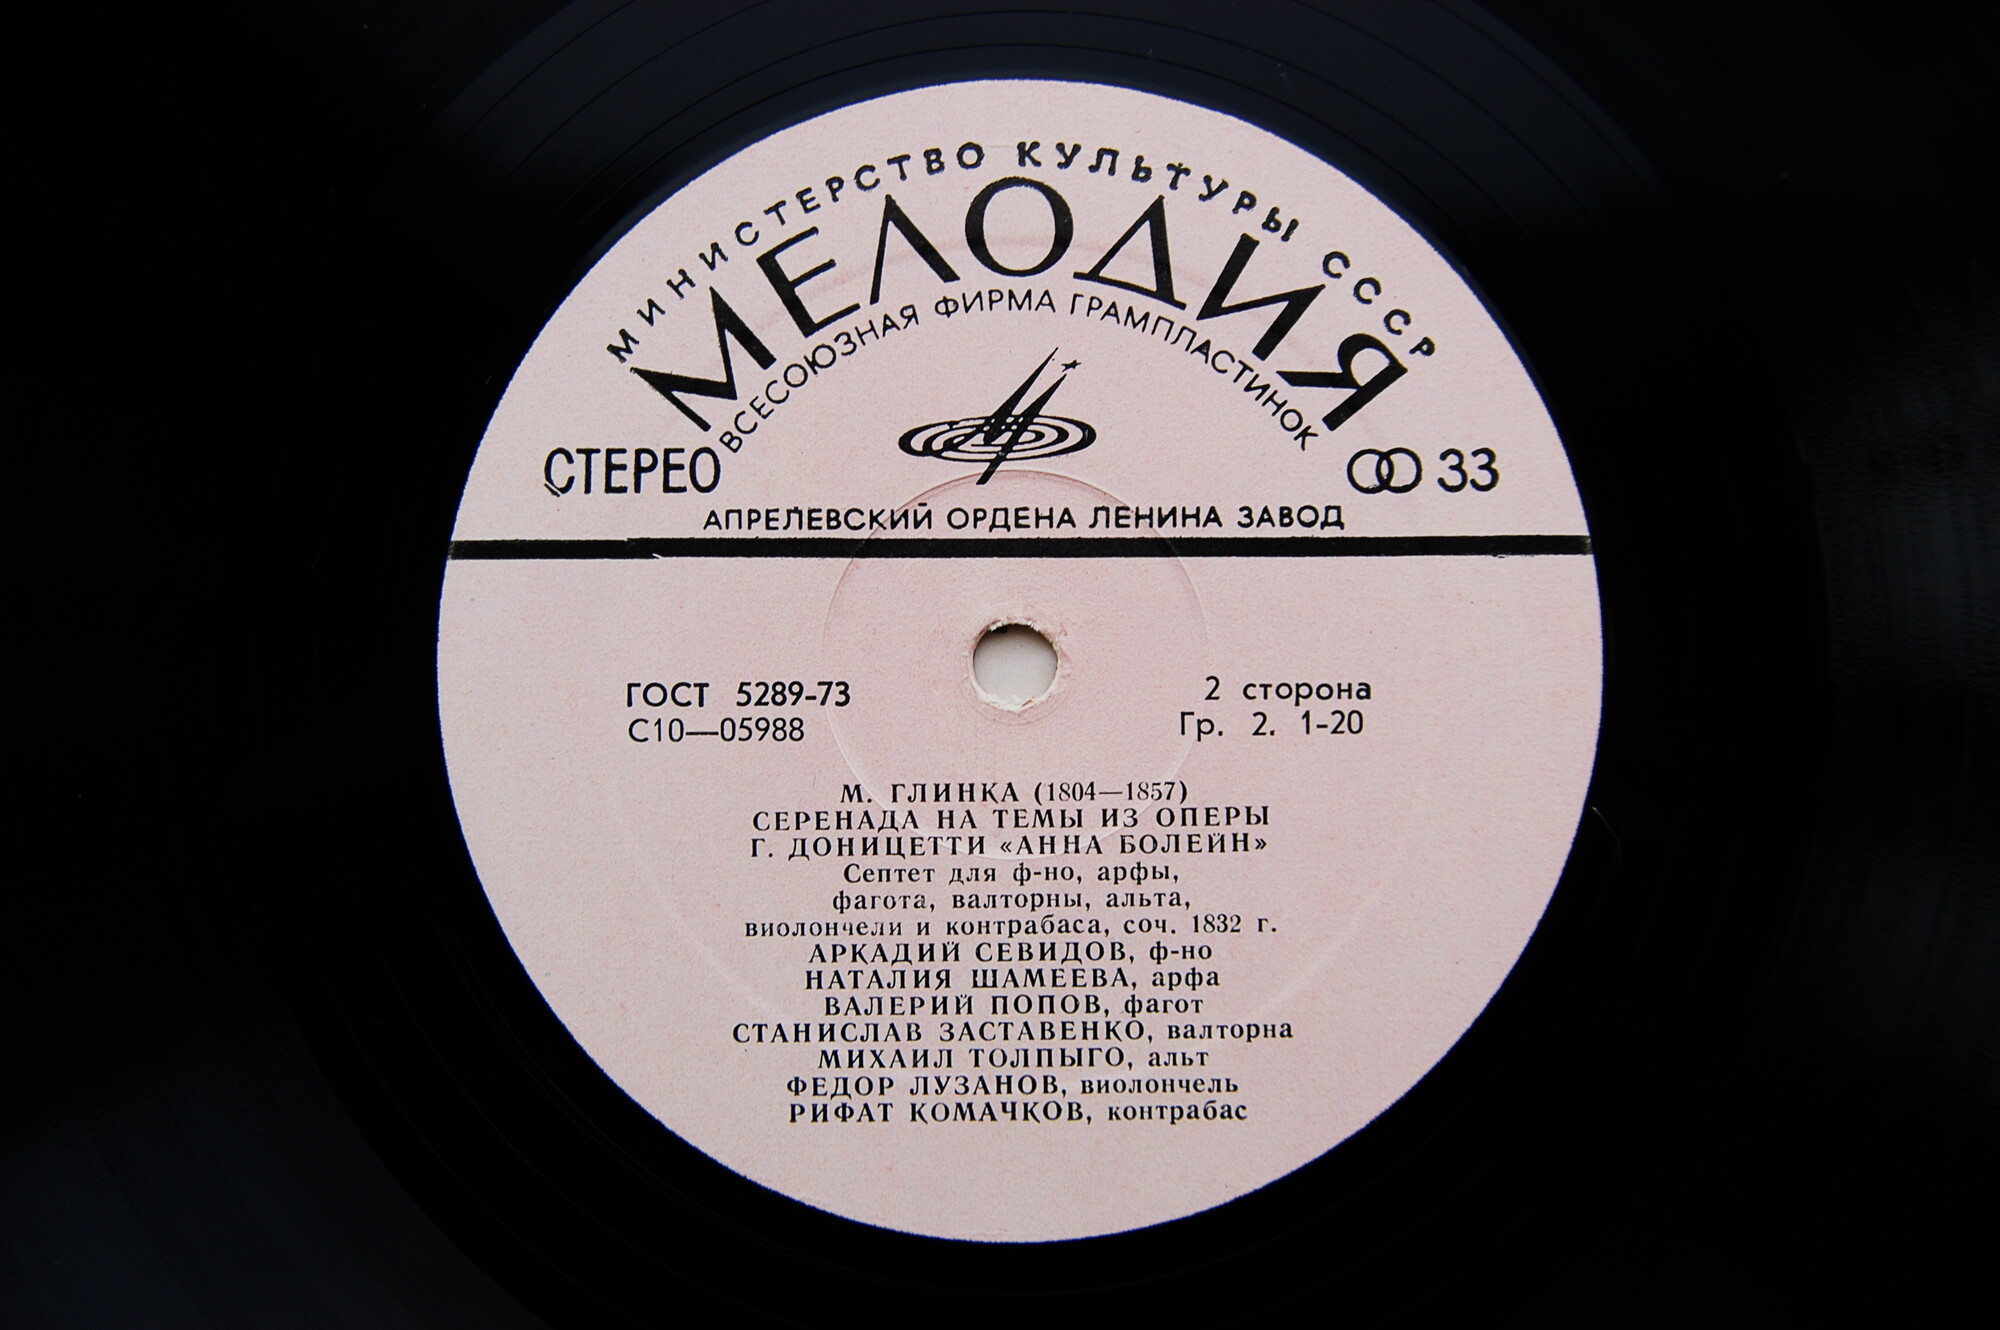 МИНИСТЕРСТВО КУЛЬТУРЫ СССР
МЕЛОДИЯ
ВСЕСОЮЗНАЯ ФИРМА ГРАМПЛАСТИНОК
СТЕРЕО
33
АПРЕЛЕВСКИЙ ОРДЕНА ЛЕНИНА ЗАВОД
ГОСТ 5289-73
2 сторона
С10—05988
Гр. 2. 1-20
М. ГЛИНКА (1804—1857)
СЕРЕНАДА НА ТЕМЫ ИЗ ОПЕРЫ
Г. ДОНИЦЕТТИ «АННА БОЛЕЙН»
Септет для ф-но, арфы,
фагота, валторны, альта,
виолончели и контрабаса, соч. 1832 г.
АРКАДИЙ СЕВИДОВ, ф-но
НАТАЛИЯ ШАМЕЕВА, арфа
ВАЛЕРИЙ ПОПОВ, фагот
СТАНИСЛАВ ЗАСТАВЕНКО, валторна
МИХАИЛ ТОЛПЫГО, альт
ФЕДОР ЛУЗАНОВ, виолончель
РИФАТ КОМАЧКОВ, контрабас